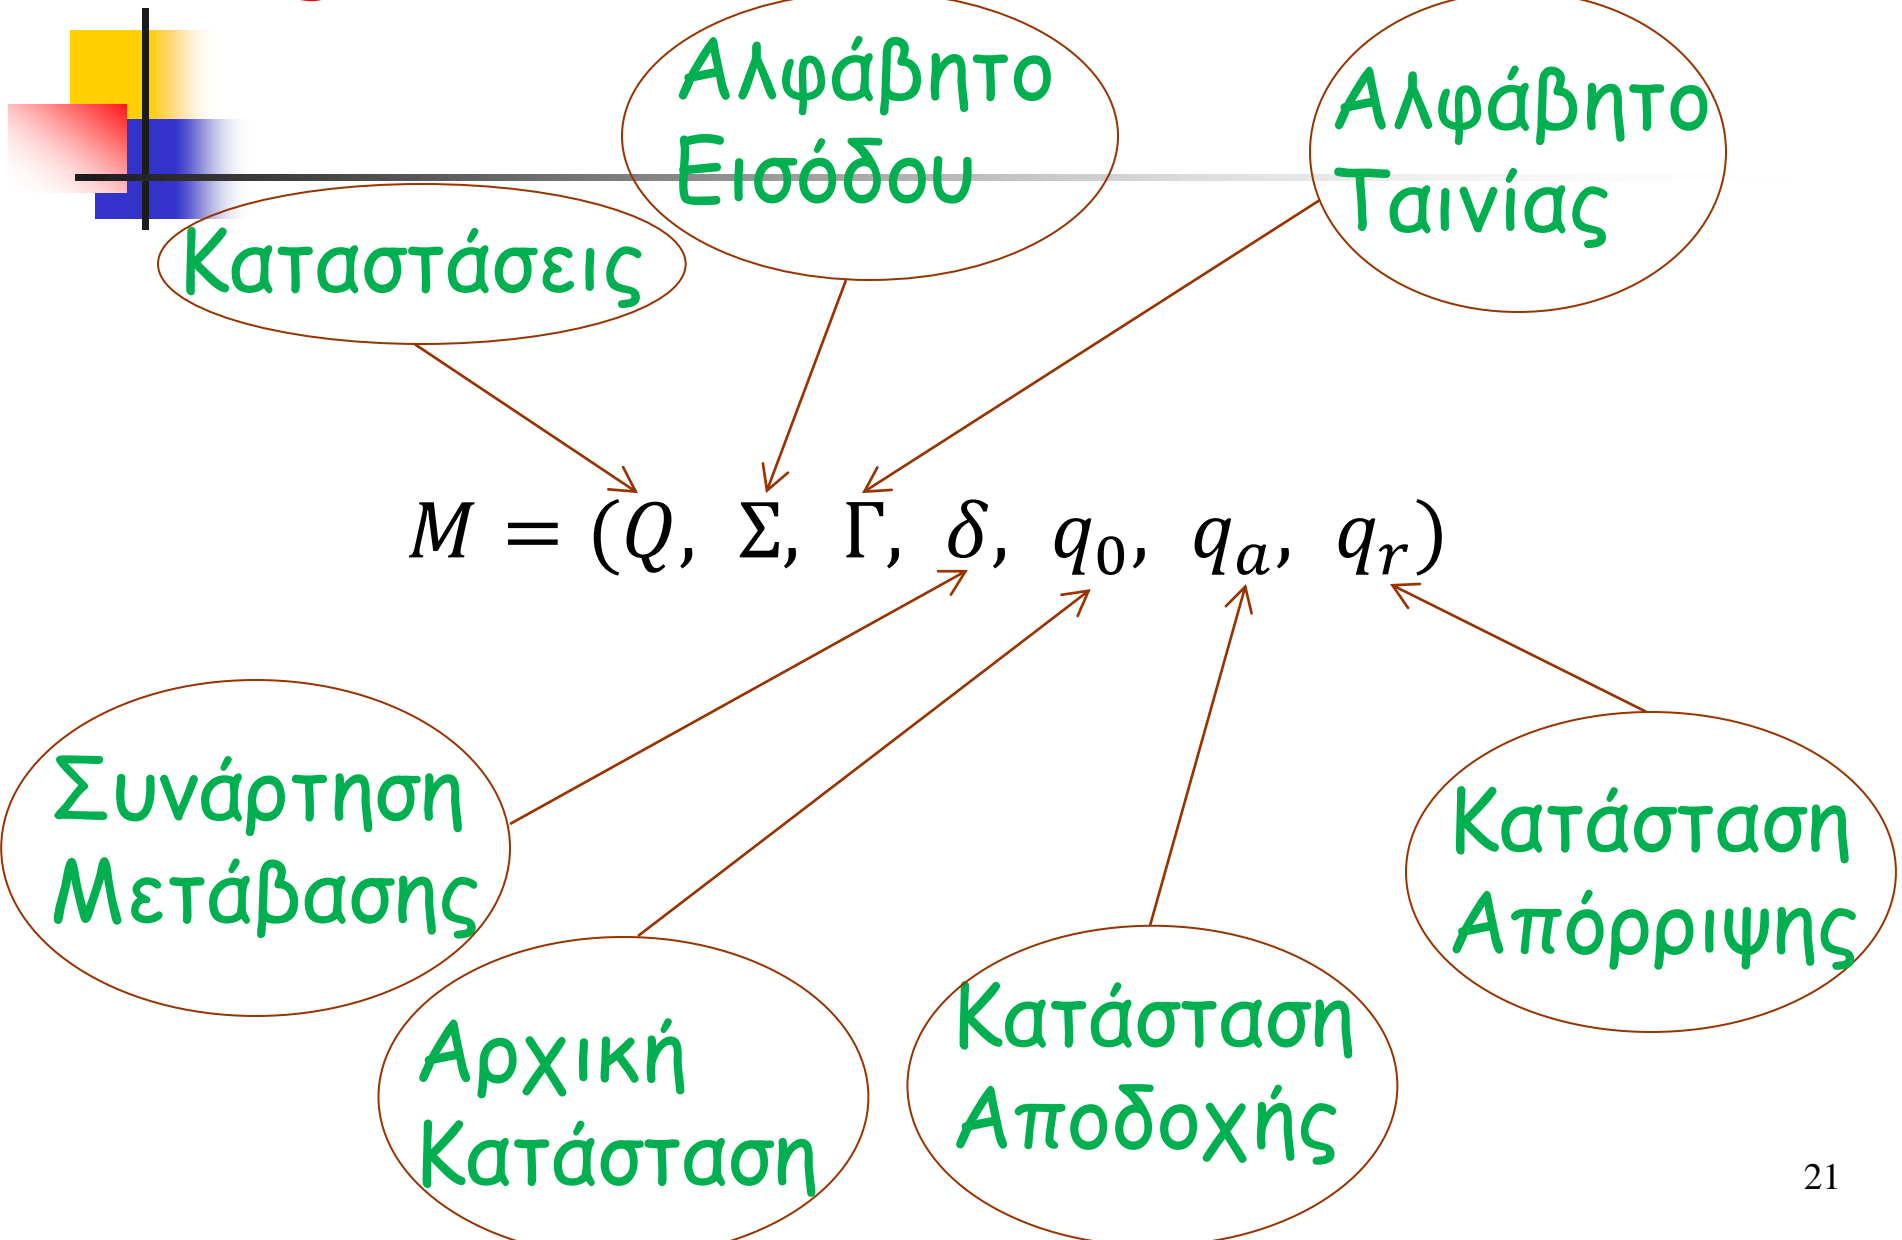 Αλφάβητο
Εισόδου
Αλφάβητο
Ταινίας
Καταστάσεις
M = (Q, Σ, Γ, δ, q₀, qₐ, qᵣ)
Συνάρτηση
Μετάβασης
Κατάσταση
Απόρριψης
Αρχική
Κατάσταση
Κατάσταση
Αποδοχής
21